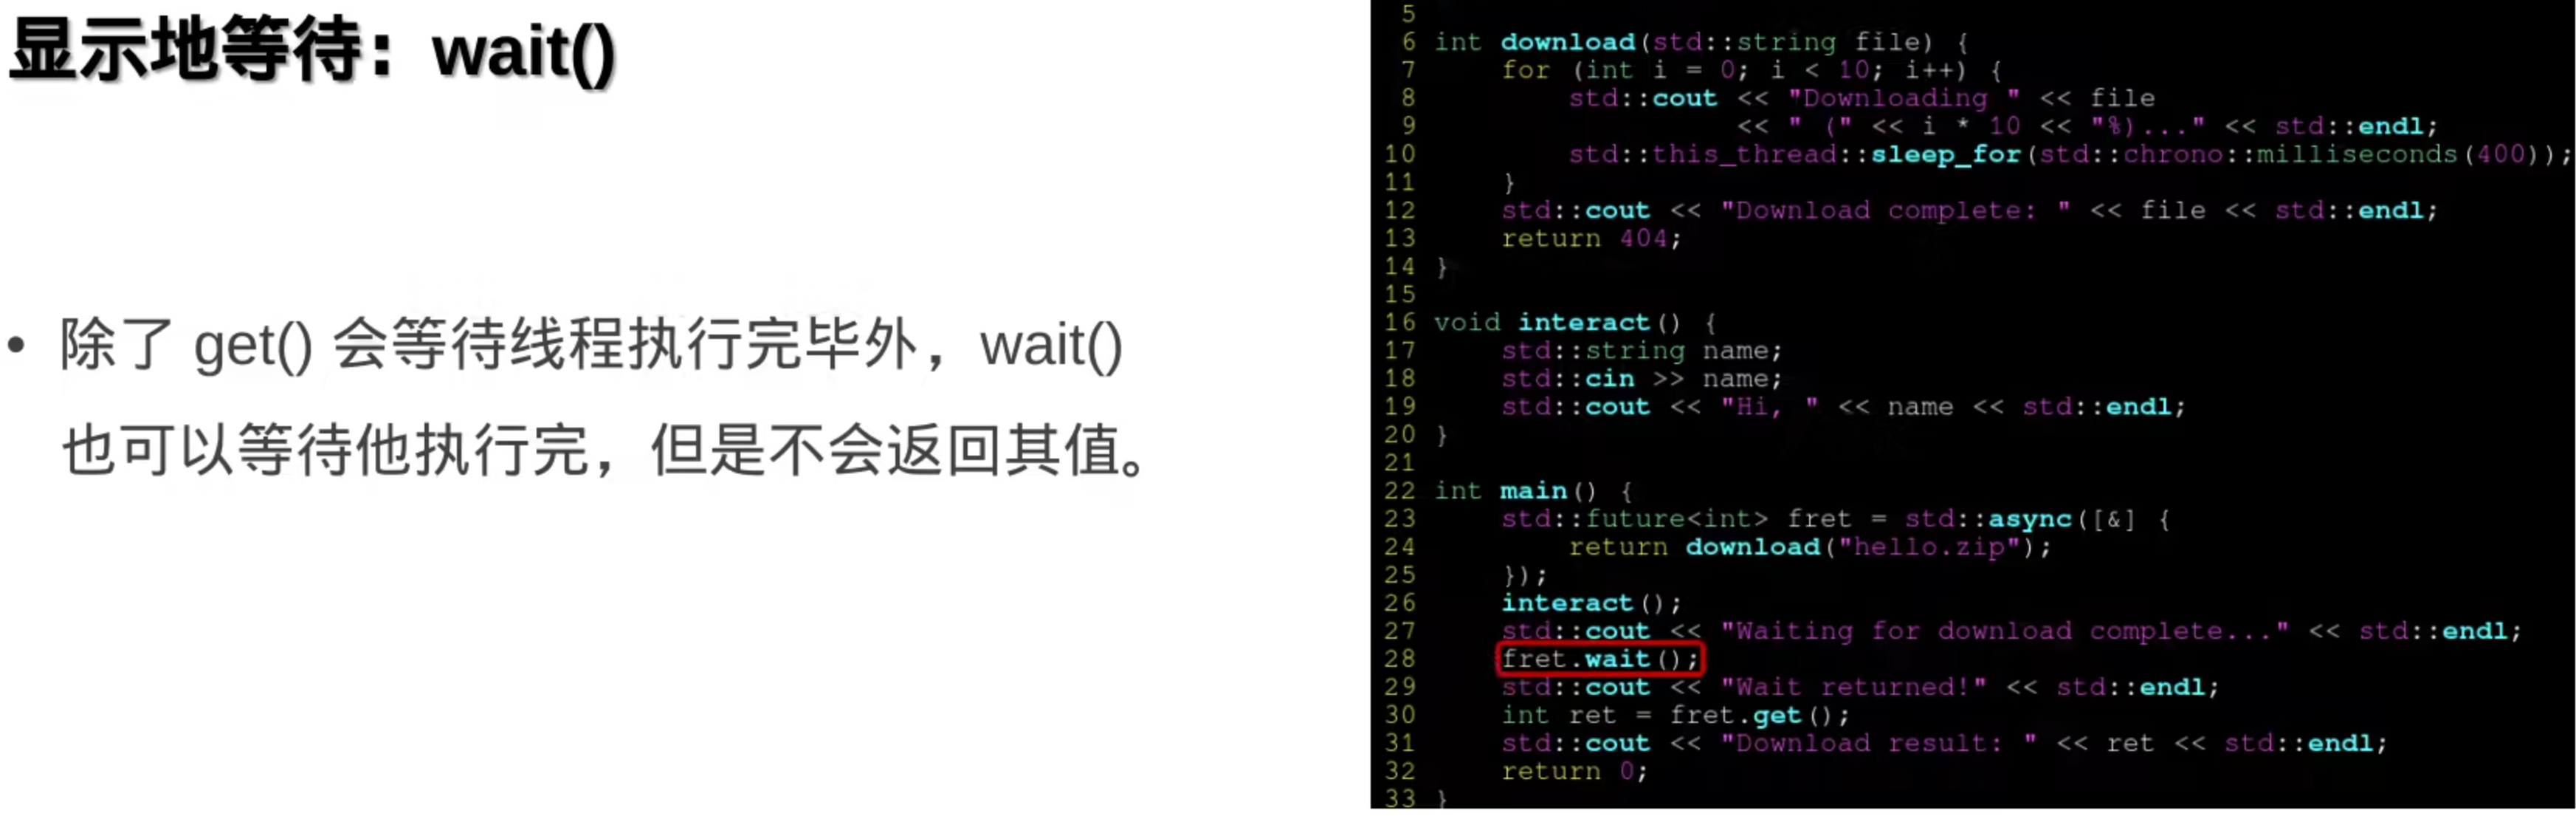 显示地等待：wait()
• 除了 get() 会等待线程执行完毕外，wait()
也可以等待他执行完，但是不会返回其值。
5
6 int download(std::string file) {
7     for (int i = 0; i < 10; i++) {
8         std::cout << "Downloading " << file
9                   << " (" << i * 10 << "%)..." << std::endl;
10         std::this_thread::sleep_for(std::chrono::milliseconds(400));
11     }
12     std::cout << "Download complete: " << file << std::endl;
13     return 404;
14 }
15
16 void interact() {
17     std::string name;
18     std::cin >> name;
19     std::cout << "Hi, " << name << std::endl;
20 }
21
22 int main() {
23     std::future<int> fret = std::async([&] {
24         return download("hello.zip");
25     });
26     interact();
27     std::cout << "Waiting for download complete..." << std::endl;
28     fret.wait();
29     std::cout << "Wait returned!" << std::endl;
30     int ret = fret.get();
31     std::cout << "Download result: " << ret << std::endl;
32     return 0;
33 }